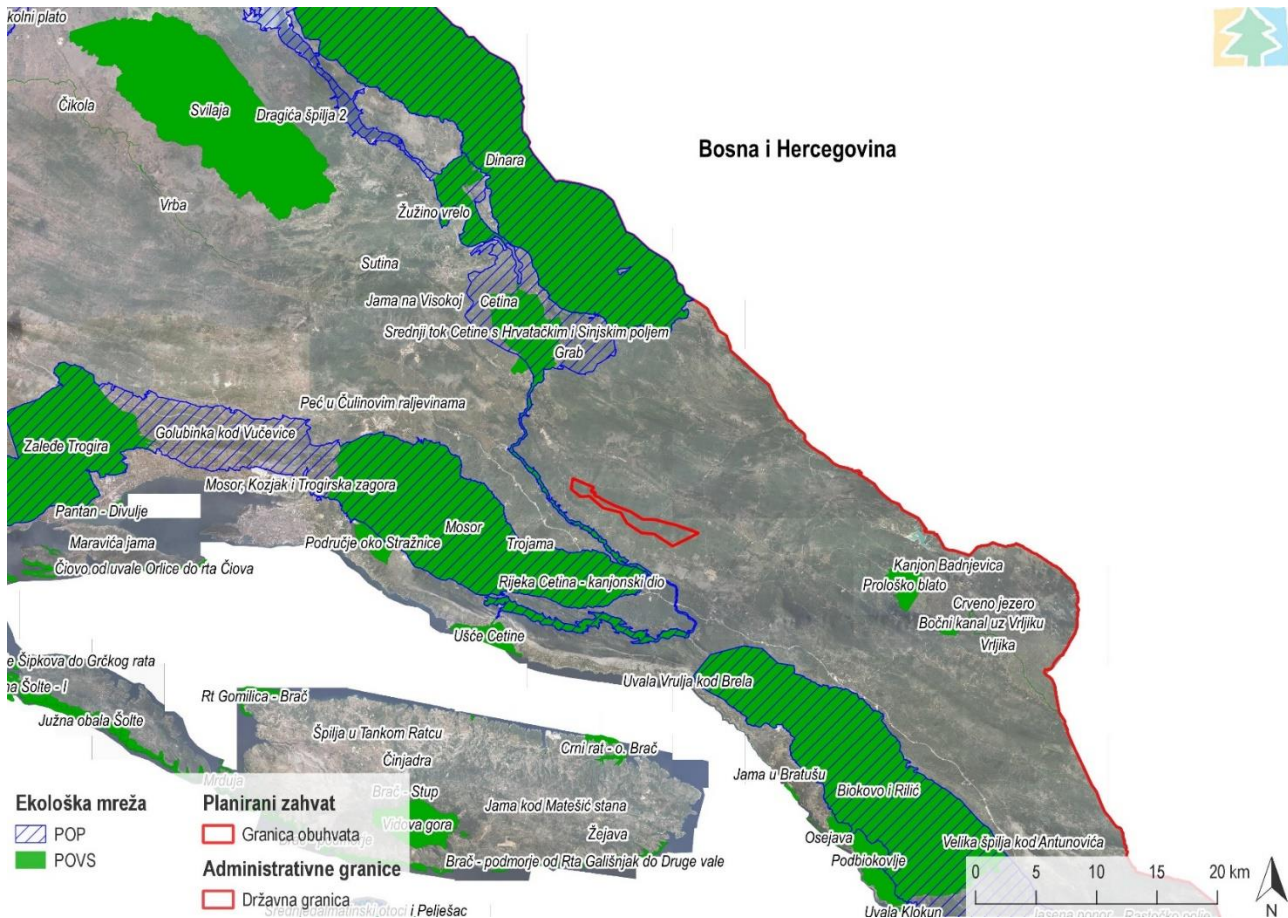 kolni plato
Čikola
Svilaja
Dragića špilja 2
Bosna i Hercegovina
Dinara
Vrba
Žužino vrelo
Sutina
Jama na Visokoj
Cetina
Srednji tok Cetine s Hrvatačkim i Sinjskim poljem
Grab
Peć u Čulinovim raljevinama
Golubinka kod Vučevice
Zaleđe Trogira
Mosor, Kozjak i Trogirska zagora
Pantan - Divulje
Mosor
Područje oko Stražnice
Trojama
Maravića jama
Čiovo od uvale Orlice do rta Čiova
Rijeka Cetina - kanjonski dio
Kanjon Badnjevica
Prološko blato
Crveno jezero
Bočni kanal uz Vrljiku
Vrljika
Ušće Cetine
e Šipkova do Grčkog rata
na Šolte - I
Uvala Vrulja kod Brela
Rt Gomilica - Brač
Južna obala Šolte
Špilja u Tankom Ratcu
Crni rat - o. Brač
Činjadra
Mrduja
Jama u Bratušu
Biokovo i Rilić
Brač - Stup
Jama kod Matešić stana
Vidova gora
Žejava
Osejava
Velika špilja kod Antunovića
Podbiokovlje
Brač - podmorje od Rta Gališnjak do Druge vale
Uvala Klokun
Ekološka mreža
POP
POVS
Planirani zahvat
Granica obuhvata
Administrativne granice
Državna granica
Srednjedalmatinski otoci i Pelješac
0 5 10 15 20 km
N